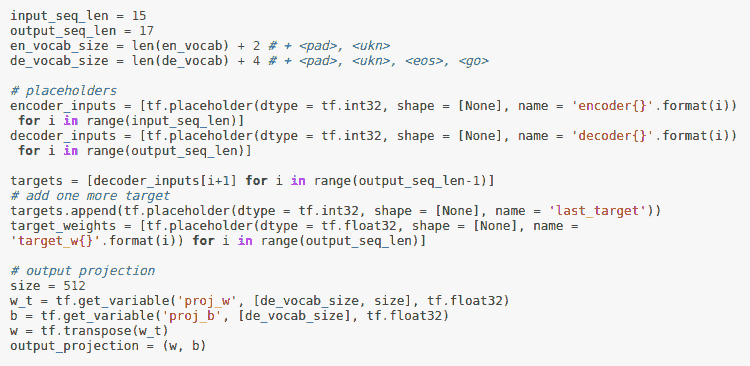 input_seq_len = 15
output_seq_len = 17
en_vocab_size = len(en_vocab) + 2 # + <pad>, <ukn>
de_vocab_size = len(de_vocab) + 4 # + <pad>, <ukn>, <eos>, <go>

# placeholders
encoder_inputs = [tf.placeholder(dtype = tf.int32, shape = [None], name = 'encoder{}'.format(i))
 for i in range(input_seq_len)]
decoder_inputs = [tf.placeholder(dtype = tf.int32, shape = [None], name = 'decoder{}'.format(i))
 for i in range(output_seq_len)]

targets = [decoder_inputs[i+1] for i in range(output_seq_len-1)]
# add one more target
targets.append(tf.placeholder(dtype = tf.int32, shape = [None], name = 'last_target'))
target_weights = [tf.placeholder(dtype = tf.float32, shape = [None], name =
'target_w{}'.format(i)) for i in range(output_seq_len)]

# output projection
size = 512
w_t = tf.get_variable('proj_w', [de_vocab_size, size], tf.float32)
b = tf.get_variable('proj_b', [de_vocab_size], tf.float32)
w = tf.transpose(w_t)
output_projection = (w, b)